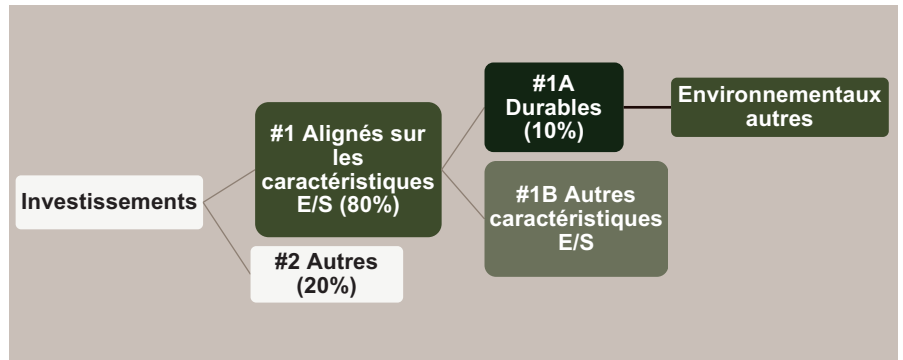 Investissements
#1 Alignés sur
les
caractéristiques
E/S (80%)
#2 Autres
(20%)
#1A
Durables
(10%)
#1B Autres
caractéristiques
E/S
Environnementaux
autres